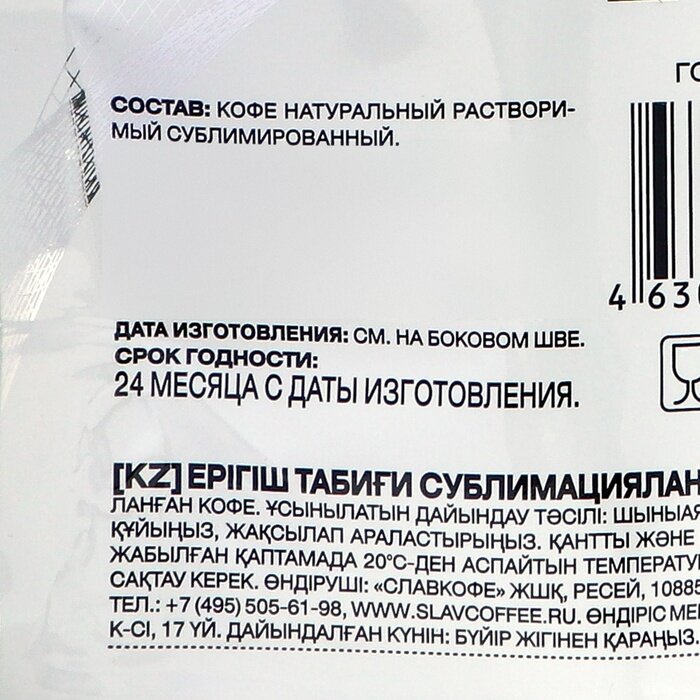 СОСТАВ: КОФЕ НАТУРАЛЬНЫЙ РАСТВОРИ-
МЫЙ СУБЛИМИРОВАННЫЙ.
ГО
4 630
ДАТА ИЗГОТОВЛЕНИЯ: СМ. НА БОКОВОМ ШВЕ.
СРОК ГОДНОСТИ:
24 МЕСЯЦА С ДАТЫ ИЗГОТОВЛЕНИЯ.
[KZ] ЕРІГІШ ТАБИҒИ СУБЛИМАЦИЯЛАН
ЛАНҒАН КОФЕ. ҰСЫНЫЛАТЫН ДАЙЫНДАУ ТӘСІЛІ: ШЫНЫАЯ
ҚҰЙЫҢЫЗ, ЖАҚСЫЛАП АРАЛАСТЫРЫҢЫЗ. ҚАНТТЫ ЖӘНЕ
ЖАБЫЛҒАН ҚАПТАМАДА 20°С-ДЕН АСПАЙТЫН ТЕМПЕРАТУ
САҚТАУ КЕРЕК. ӨНДІРУШІ: «СЛАВКОФЕ» ЖШҚ, РЕСЕЙ, 10885
ТЕЛ.: +7 (495) 505-61-98, WWW.SLAVCOFFEE.RU. ӨНДІРІС МЕ
К-СІ, 17 ҮЙ. ДАЙЫНДАЛҒАН КҮНІН: БҮЙІР ЖІГІНЕН ҚАРАҢЫЗ.